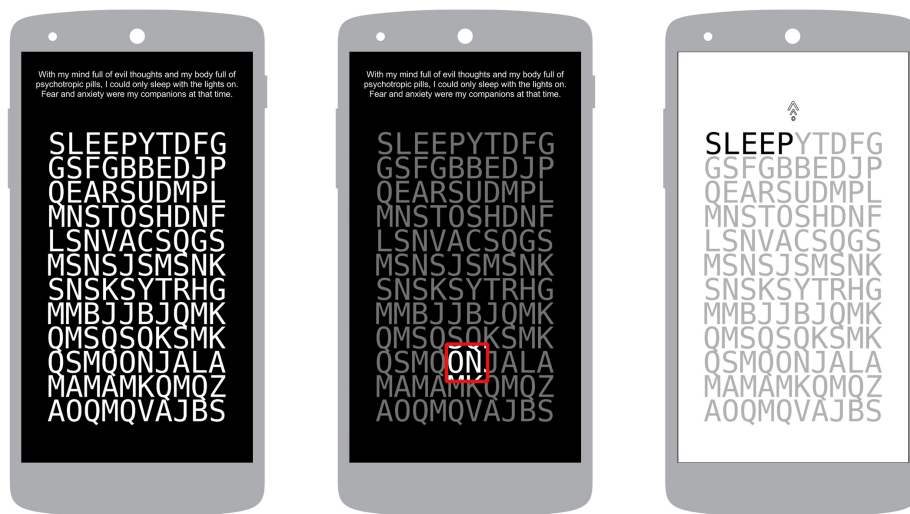 With my mind full of evil thoughts and my body full of
psychotropic pills, I could only sleep with the lights on.
Fear and anxiety were my companions at that time.
SLEEPYTDFG
GSFGBBEDJP
QEARSUDMPL
MNSTOSHDNF
LSNVACSQGS
MSNSJSMSNK
SNSKSYTRHG
MMBJJBJQMK
QMSQSQKSMK
QSMQONJALA
MAMAMKQMQZ
AOQMQVAJBS
With my mind full of evil thoughts and my body full of
psychotropic pills, I could only sleep with the lights on.
Fear and anxiety were my companions at that time.
SLEEPYTDFG
GSFGBBEDJP
QEARSUDMPL
MNSTOSHDNF
LSNVACSQGS
MSNSJSMSNK
SNSKSYTRHG
MMBJJBJQMK
QMSQSQKSMK
QSMQONJALA
MAMAMKQMQZ
AOQMQVAJBS
SLEEPYTDFG
GSFGBBEDJP
QEARSUDMPL
MNSTOSHDNF
LSNVACSQGS
MSNSJSMSNK
SNSKSYTRHG
MMBJJBJQMK
QMSQSQKSMK
QSMQONJALA
MAMAMKQMQZ
AOQMQVAJBS